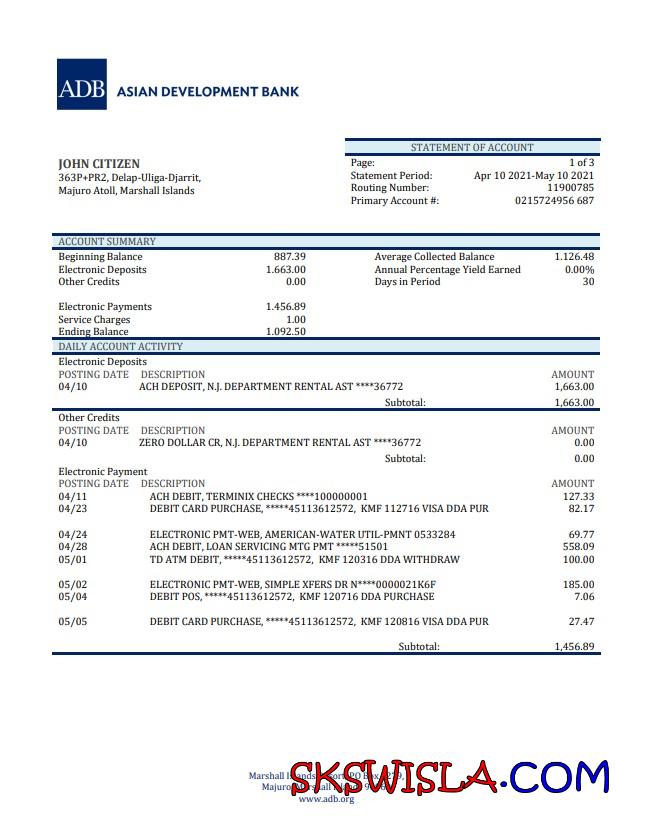 ADB ASIAN DEVELOPMENT BANK
STATEMENT OF ACCOUNT
JOHN CITIZEN
363P+PR2, Delap-Uliga-Djarrit,
Majuro Atoll, Marshall Islands
Page: 1 of 3
Statement Period: Apr 10 2021-May 10 2021
Routing Number: 11900785
Primary Account #: 0215724956 687
ACCOUNT SUMMARY
Beginning Balance 887.39 Average Collected Balance 1.126.48
Electronic Deposits 1.663.00 Annual Percentage Yield Earned 0.00%
Other Credits 0.00 Days in Period 30
Electronic Payments 1.456.89
Service Charges 1.00
Ending Balance 1.092.50
DAILY ACCOUNT ACTIVITY
Electronic Deposits
POSTING DATE DESCRIPTION AMOUNT
04/10 ACH DEPOSIT, N.J. DEPARTMENT RENTAL AST ****36772 1,663.00
Subtotal: 1,663.00
Other Credits
POSTING DATE DESCRIPTION AMOUNT
04/10 ZERO DOLLAR CR, N.J. DEPARTMENT RENTAL AST ****36772 0.00
Subtotal: 0.00
Electronic Payment
POSTING DATE DESCRIPTION AMOUNT
04/11 ACH DEBIT, TERMINIX CHECKS ****100000001 127.33
04/23 DEBIT CARD PURCHASE, *****45113612572, KMF 112716 VISA DDA PUR 82.17
04/24 ELECTRONIC PMT-WEB, AMERICAN-WATER UTIL-PMNT 0533284 69.77
04/28 ACH DEBIT, LOAN SERVICING MTG PMT *****51501 558.09
05/01 TD ATM DEBIT, *****45113612572, KMF 120316 DDA WITHDRAW 100.00
05/02 ELECTRONIC PMT-WEB, SIMPLE XFERS DR N****0000021K6F 185.00
05/04 DEBIT POS, *****45113612572, KMF 120716 DDA PURCHASE 7.06
05/05 DEBIT CARD PURCHASE, *****45113612572, KMF 120816 VISA DDA PUR 27.47
Subtotal: 1,456.89
Marshall
SKSWISLA.COM
www.adb.org